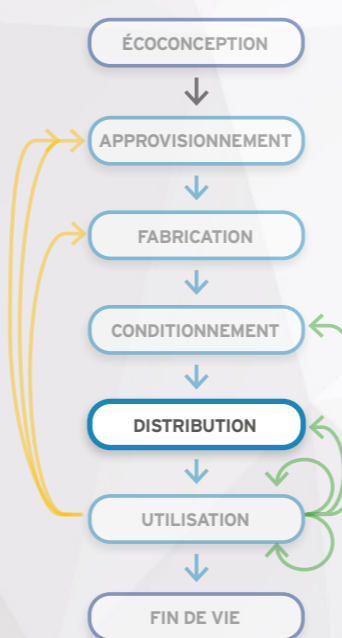 ÉCOCONCEPTION
APPROVISIONNEMENT
FABRICATION
CONDITIONNEMENT
DISTRIBUTION
UTILISATION
FIN DE VIE